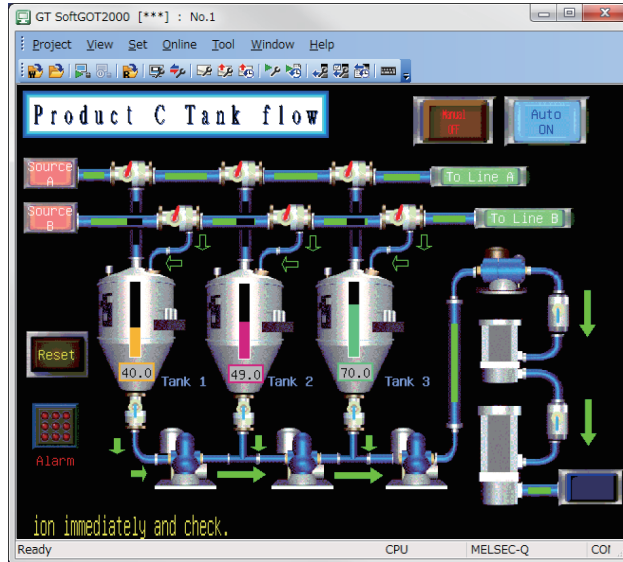 GT SoftGOT2000 [***] : No.1
Project View Set Online Tool Window Help
Product C Tank flow
Manual OFF
Auto ON
Source A
To Line A
Source B
To Line B
Reset
40.0
Tank 1
49.0
Tank 2
70.0
Tank 3
Alarm
ion immediately and check.
Ready
CPU
MELSEC-Q